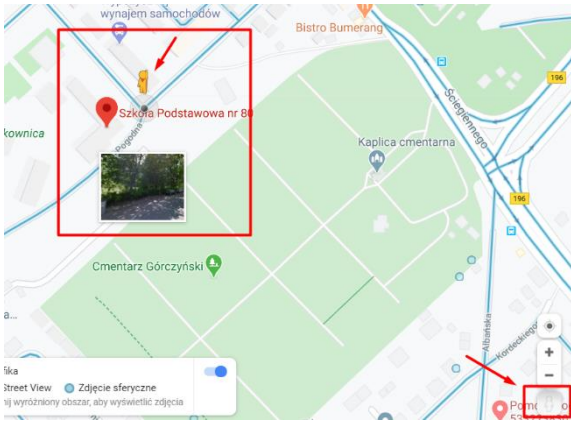 wynajem samochodów
Bistro Bumerang
196
Ściegiennego
Szkoła Podstawowa nr 80
Pogodna
Kaplica cmentarna
196
Cmentarz Górczyński
Albańska
Kordeckiego
Street View
Zdjęcie sferyczne
wyróżniony obszar, aby wyświetlić zdjęcia